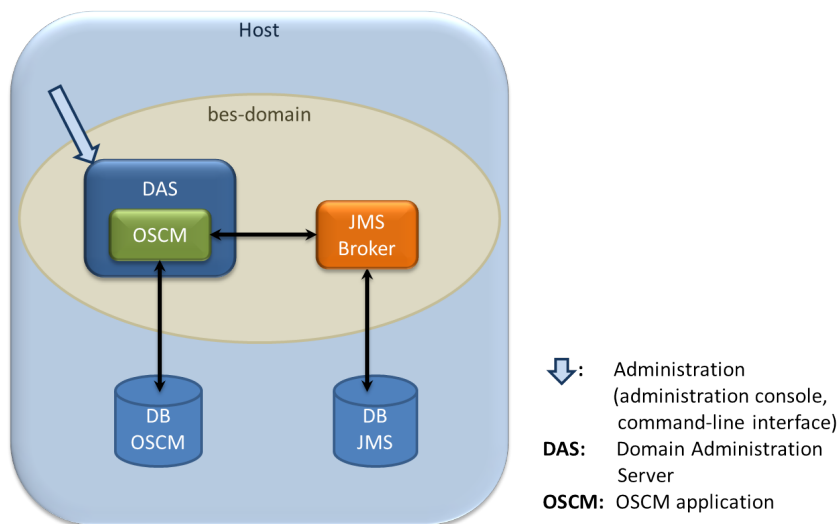 Host
bes-domain
DAS
OSCM
JMS
Broker
DB
OSCM
DB
JMS
: Administration
(administration console,
command-line interface)
DAS: Domain Administration
Server
OSCM: OSCM application